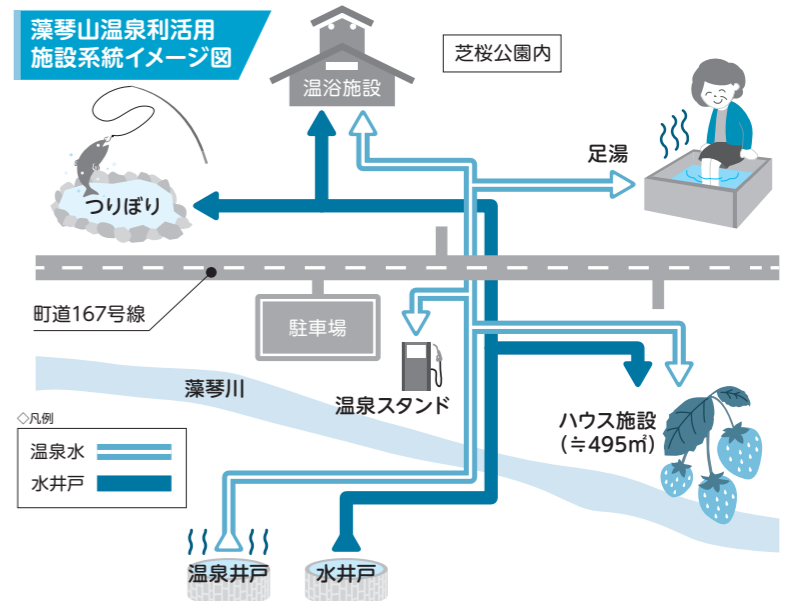 藻琴山温泉利活用
施設系統イメージ図
芝桜公園内
温浴施設
足湯
つりぼり
町道167号線
駐車場
藻琴川
温泉スタンド
ハウス施設
(≒495㎡)
◇凡例
温泉水
水井戸
温泉井戸
水井戸